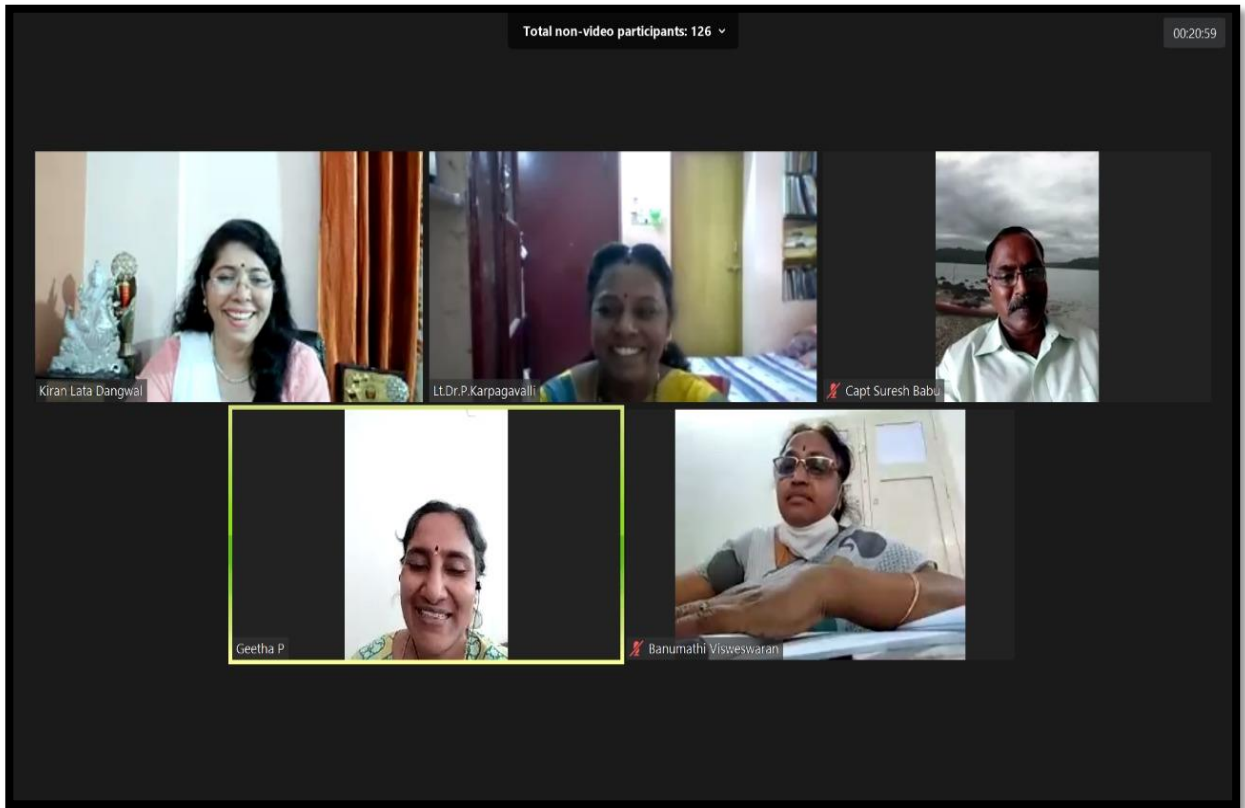 Total non-video participants: 126
00:20:59
Kiran Lata Dangwal
Lt.Dr.P.Karpagavalli
Capt Suresh Babu
Geetha P
Banumathi Visweswaran